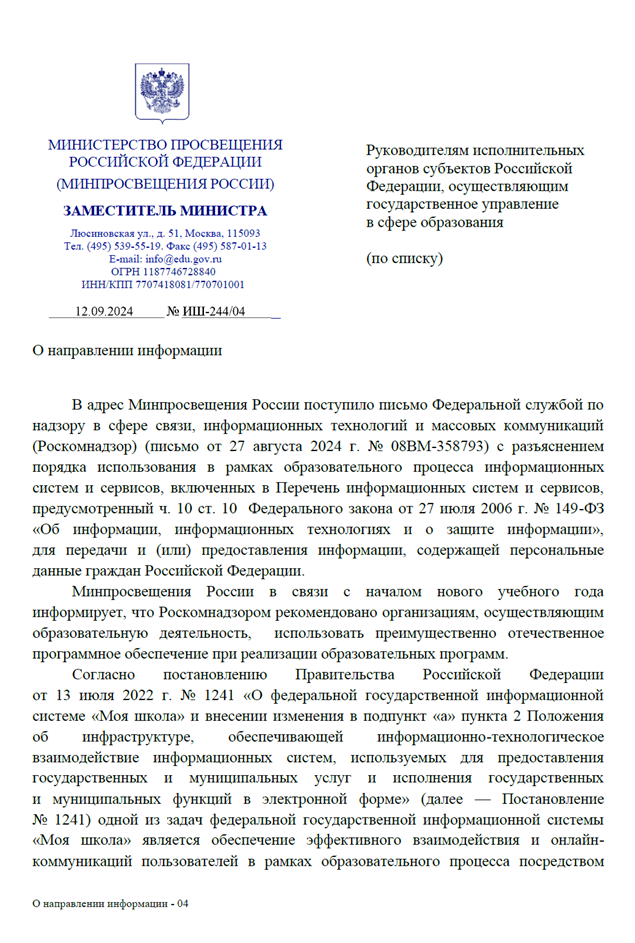 МИНИСТЕРСТВО ПРОСВЕЩЕНИЯ
РОССИЙСКОЙ ФЕДЕРАЦИИ
(МИНПРОСВЕЩЕНИЯ РОССИИ)
ЗАМЕСТИТЕЛЬ МИНИСТРА
Люсиновская ул., д. 51, Москва, 115093
Тел. (495) 539-55-19. Факс (495) 587-01-13
E-mail: info@edu.gov.ru
ОГРН 1187746728840
ИНН/КПП 7707418081/770701001
12.09.2024 № ИШ-244/04
Руководителям исполнительных
органов субъектов Российской
Федерации, осуществляющим
государственное управление
в сфере образования
(по списку)
О направлении информации
В адрес Минпросвещения России поступило письмо Федеральной службой по
надзору в сфере связи, информационных технологий и массовых коммуникаций
(Роскомнадзор) (письмо от 27 августа 2024 г. № 08ВМ-358793) с разъяснением
порядка использования в рамках образовательного процесса информационных
систем и сервисов, включенных в Перечень информационных систем и сервисов,
предусмотренный ч. 10 ст. 10 Федерального закона от 27 июля 2006 г. № 149-ФЗ
«Об информации, информационных технологиях и о защите информации»,
для передачи и (или) предоставления информации, содержащей персональные
данные граждан Российской Федерации.
Минпросвещения России в связи с началом нового учебного года
информирует, что Роскомнадзором рекомендовано организациям, осуществляющим
образовательную деятельность, использовать преимущественно отечественное
программное обеспечение при реализации образовательных программ.
Согласно постановлению Правительства Российской Федерации
от 13 июля 2022 г. № 1241 «О федеральной государственной информационной
системе «Моя школа» и внесении изменения в подпункт «а» пункта 2 Положения
об инфраструктуре, обеспечивающей информационно-технологическое
взаимодействие информационных систем, используемых для предоставления
государственных и муниципальных услуг и исполнения государственных
и муниципальных функций в электронной форме» (далее — Постановление
№ 1241) одной из задач федеральной государственной информационной системы
«Моя школа» является обеспечение эффективного взаимодействия и онлайн-
коммуникаций пользователей в рамках образовательного процесса посредством
О направлении информации - 04